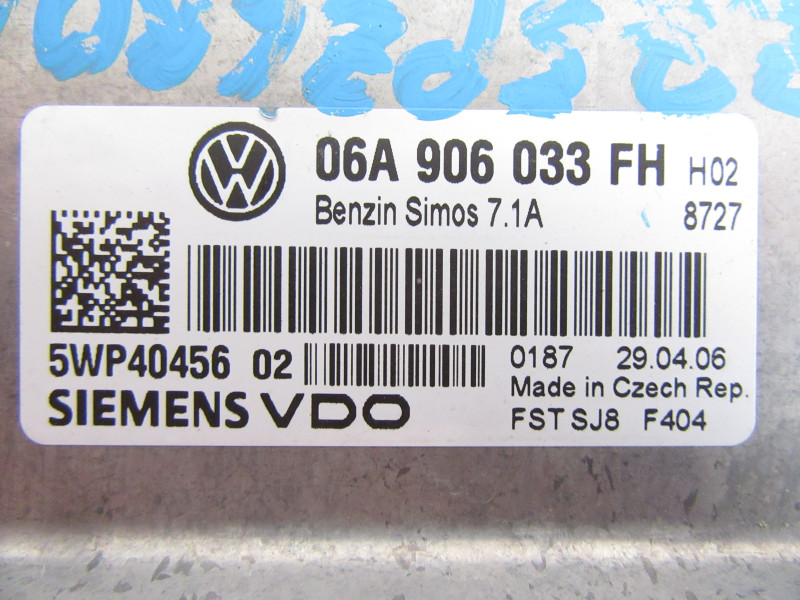 06A 906 033 FH H02
Benzin Simos 7.1A 8727
5WP40456 02 0187 29.04.06
Made in Czech Rep.
SIEMENS VDO FST SJ8 F404